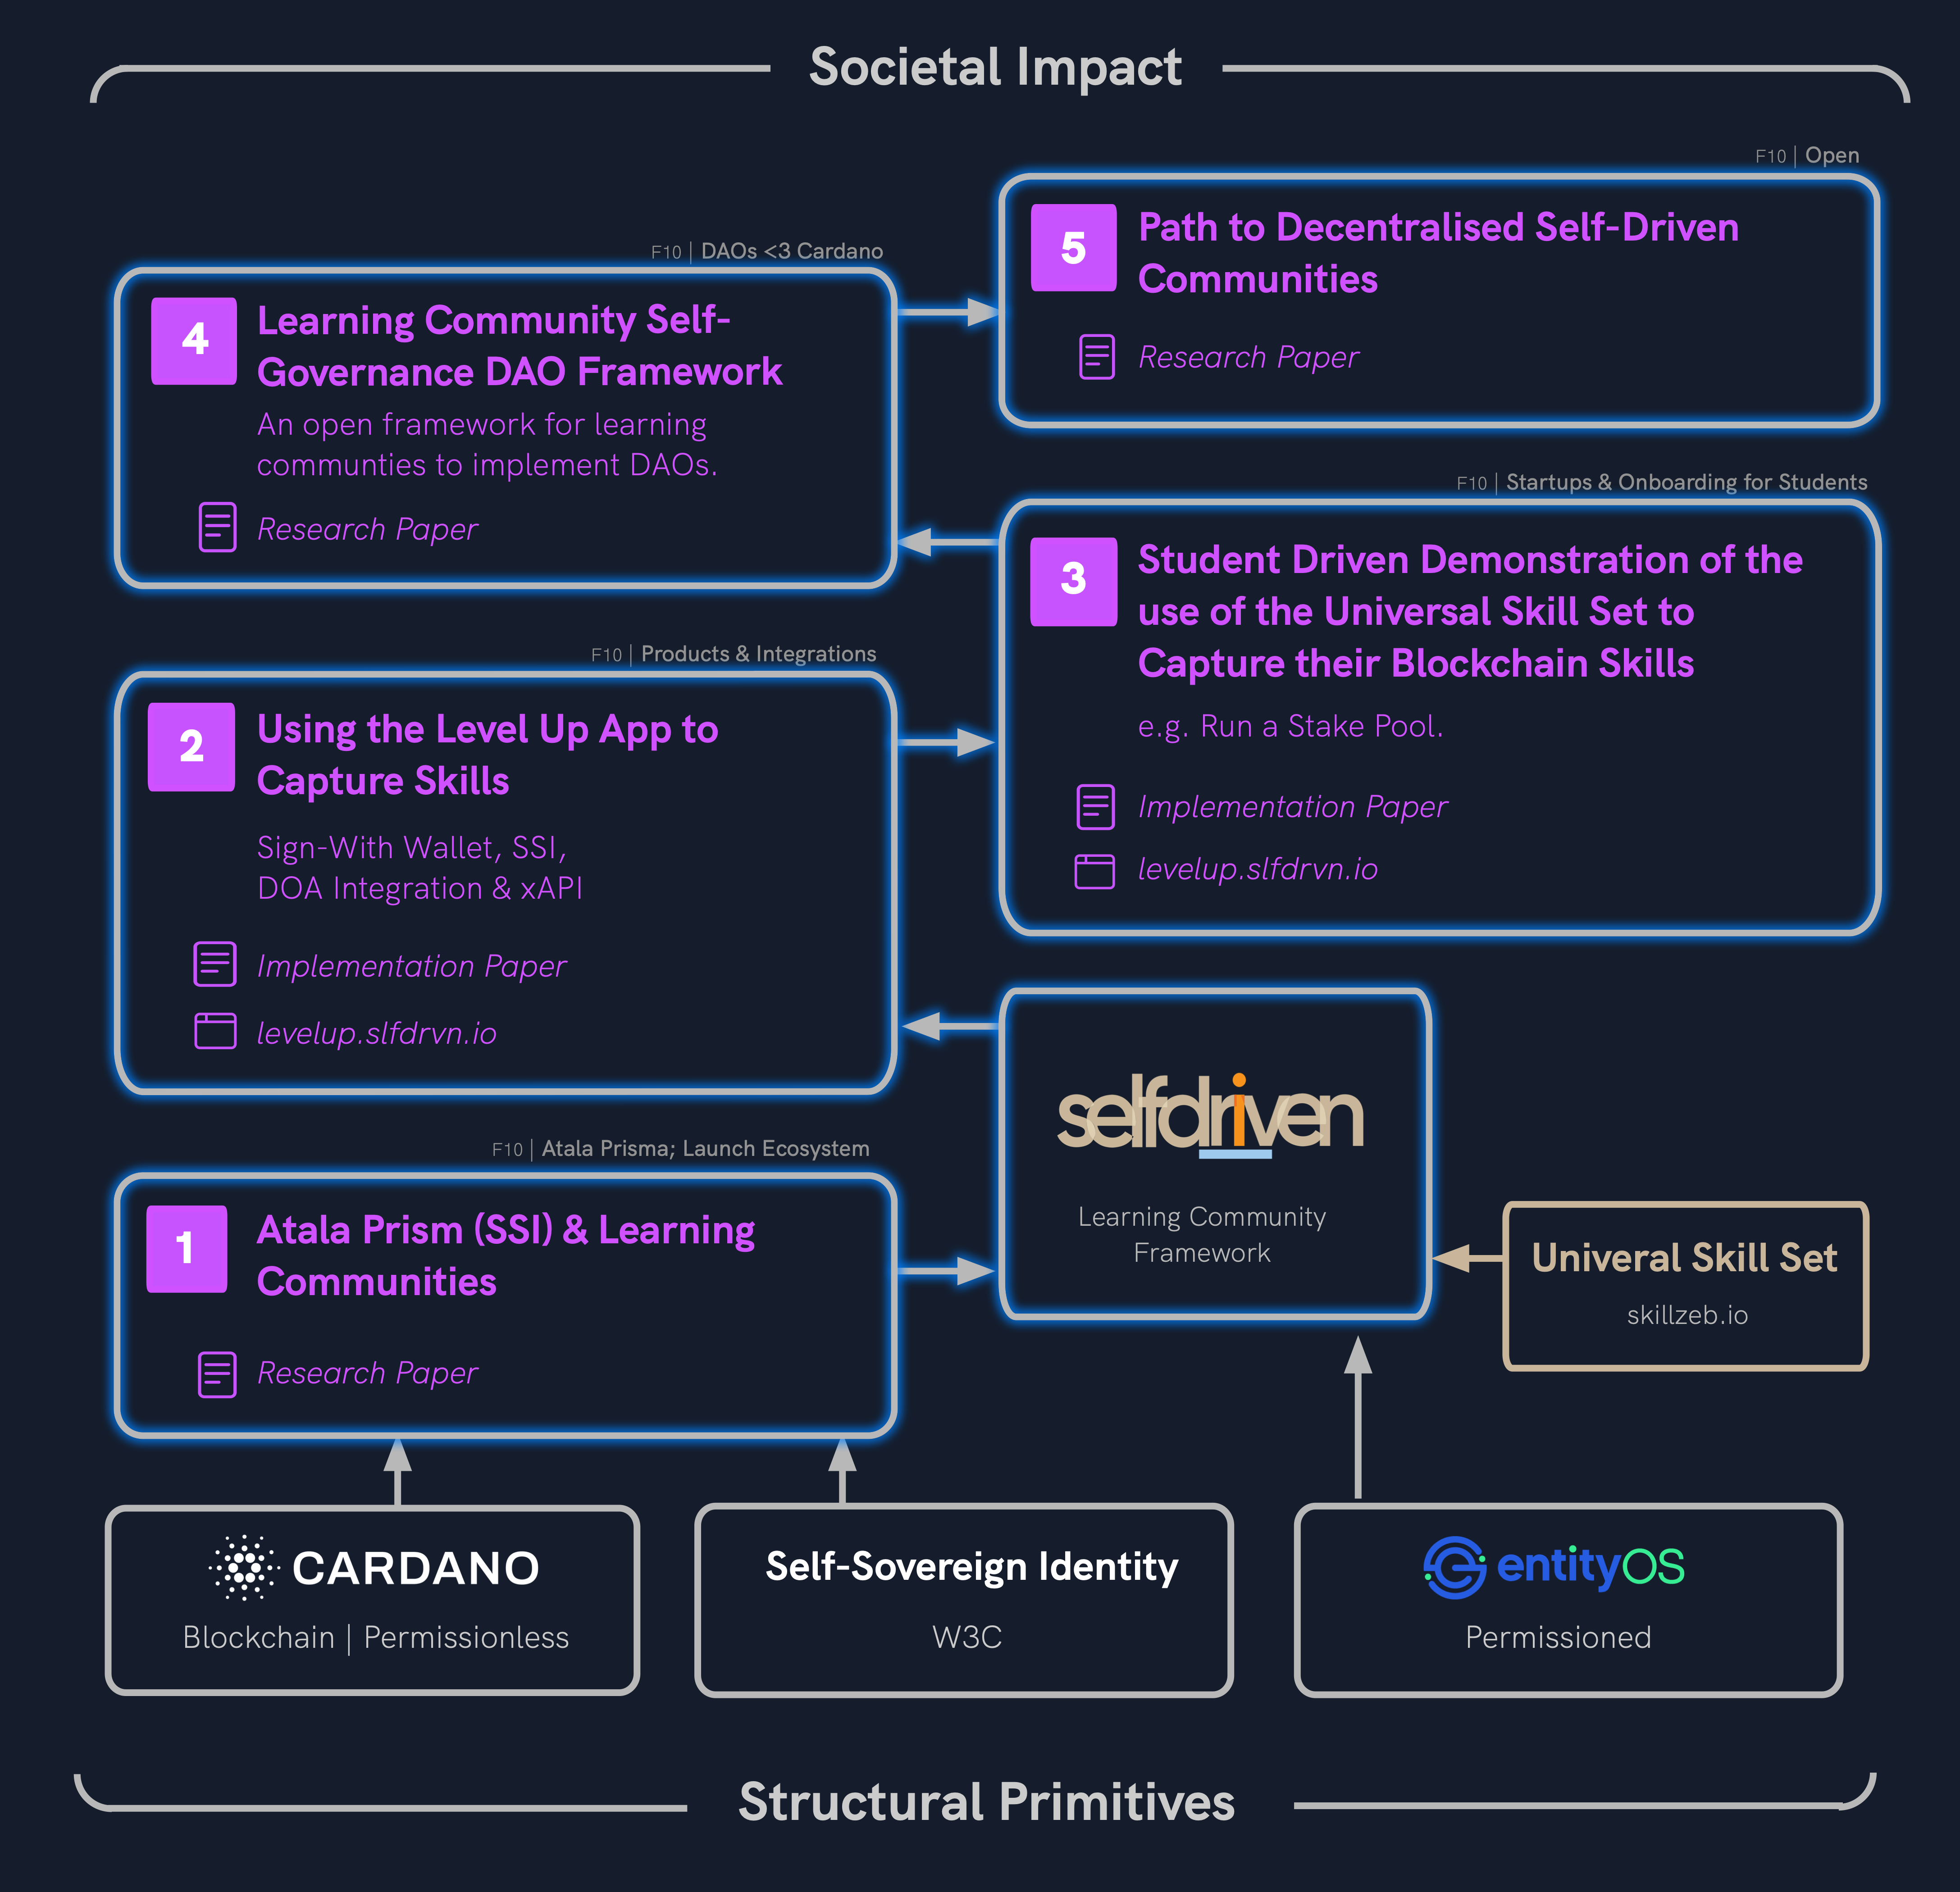 Societal Impact
F10 | Open
5
Path to Decentralised Self-Driven
Communities
Research Paper
F10 | DAOs <3 Cardano
4
Learning Community Self-
Governance DAO Framework
An open framework for learning
communties to implement DAOs.
Research Paper
F10 | Startups & Onboarding for Students
3
Student Driven Demonstration of the
use of the Universal Skill Set to
Capture their Blockchain Skills
e.g. Run a Stake Pool.
Implementation Paper
levelup.slfdrvn.io
F10 | Products & Integrations
2
Using the Level Up App to
Capture Skills
Sign-With Wallet, SSI,
DOA Integration & xAPI
Implementation Paper
levelup.slfdrvn.io
selfdriven
Learning Community
Framework
Univeral Skill Set
skillzeb.io
F10 | Atala Prisma; Launch Ecosystem
1
Atala Prism (SSI) & Learning
Communities
Research Paper
CARDANO
Blockchain | Permissionless
Self-Sovereign Identity
W3C
entityOS
Permissioned
Structural Primitives